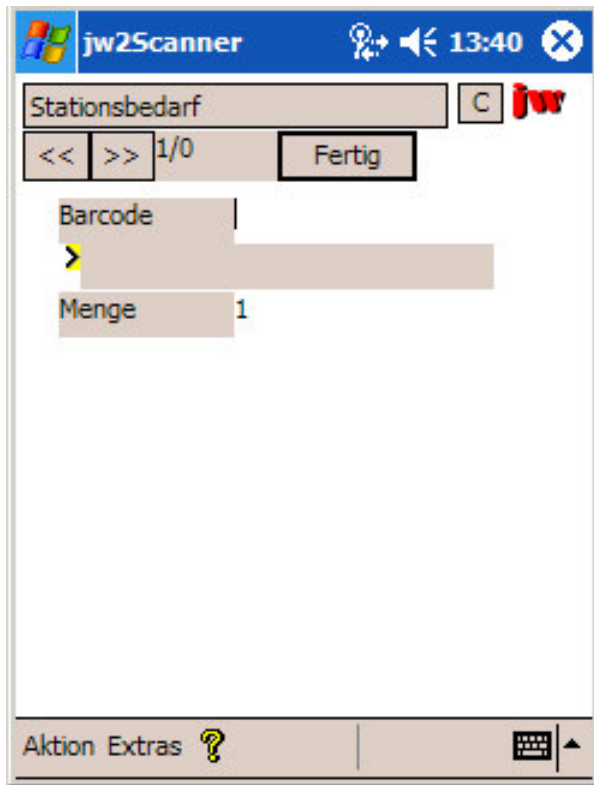 jw2Scanner 13:40
Stationsbedarf C jw
<< >> 1/0 Fertig
Barcode
>
Menge 1
Aktion Extras ?